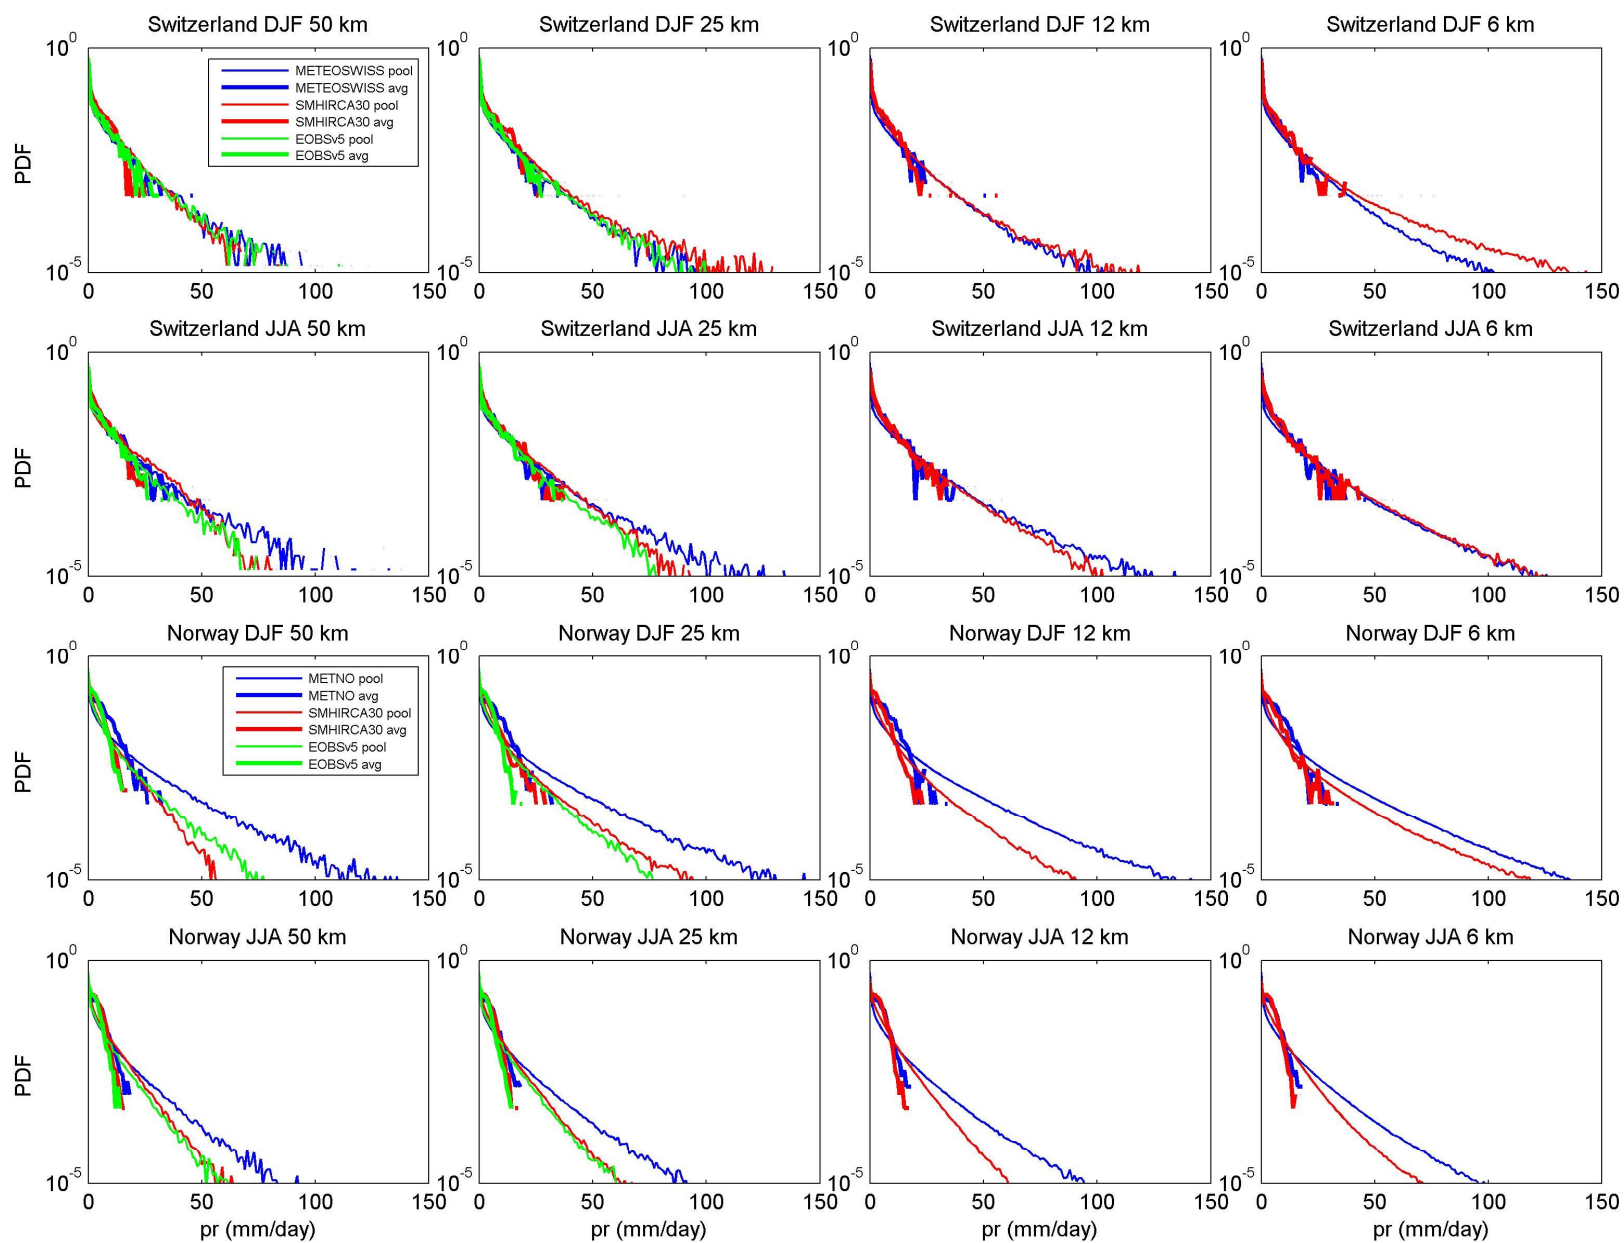 Switzerland DJF 50 km
Switzerland DJF 25 km
Switzerland DJF 12 km
Switzerland DJF 6 km
10^0 10^0 10^0 10^0
METEOSWISS pool
METEOSWISS avg
SMHIRCA30 pool
SMHIRCA30 avg
EOBSv5 pool
EOBSv5 avg
PDF
10^-5 10^-5 10^-5 10^-5
0 50 100 150 0 50 100 150 0 50 100 150 0 50 100 150
Switzerland JJA 50 km
Switzerland JJA 25 km
Switzerland JJA 12 km
Switzerland JJA 6 km
10^0 10^0 10^0 10^0
PDF
10^-5 10^-5 10^-5 10^-5
0 50 100 150 0 50 100 150 0 50 100 150 0 50 100 150
Norway DJF 50 km
Norway DJF 25 km
Norway DJF 12 km
Norway DJF 6 km
10^0 10^0 10^0 10^0
METNO pool
METNO avg
SMHIRCA30 pool
SMHIRCA30 avg
EOBSv5 pool
EOBSv5 avg
PDF
10^-5 10^-5 10^-5 10^-5
0 50 100 150 0 50 100 150 0 50 100 150 0 50 100 150
Norway JJA 50 km
Norway JJA 25 km
Norway JJA 12 km
Norway JJA 6 km
10^0 10^0 10^0 10^0
PDF
10^-5 10^-5 10^-5 10^-5
0 50 100 150 0 50 100 150 0 50 100 150 0 50 100 150
pr (mm/day)
pr (mm/day)
pr (mm/day)
pr (mm/day)